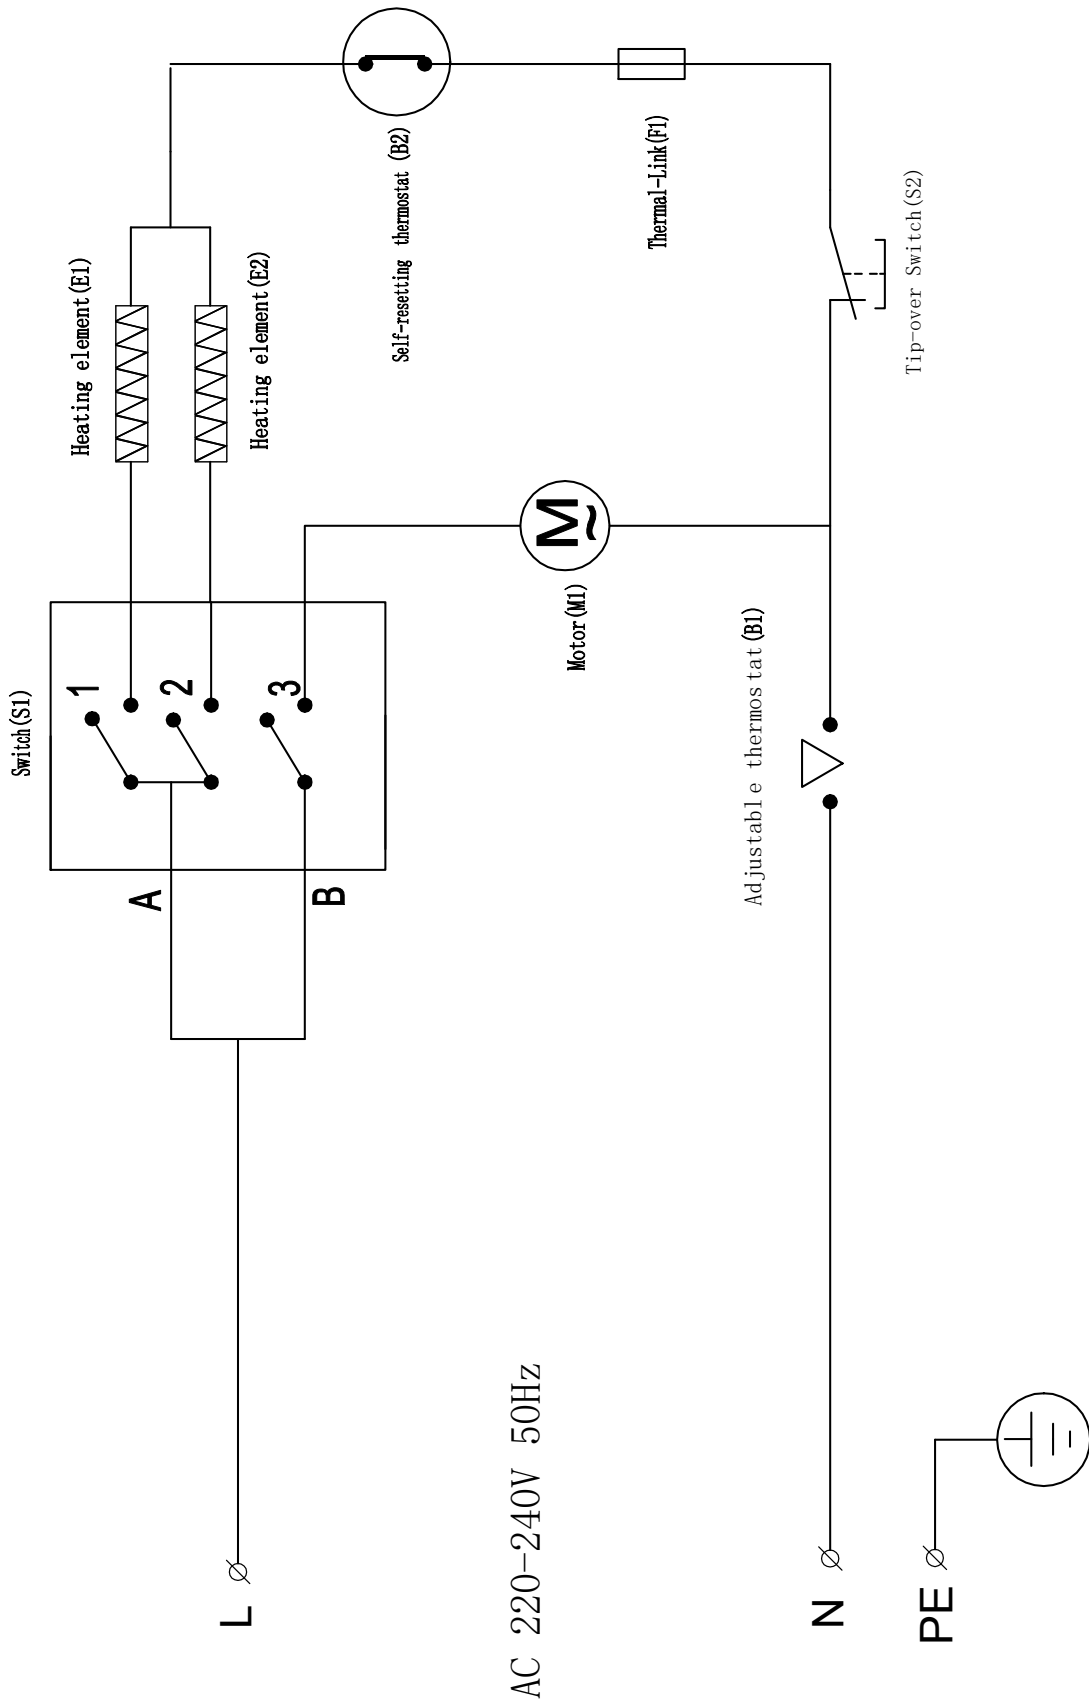 Switch(S1)
Heating element(E1)
Heating element(E2)
Self-resetting thermostat (B2)
Thermal-Link(F1)
Tip-over Switch(S2)
1
2
3
A
B
M
~
Motor(M1)
Adjustable thermostat(B1)
L
AC 220-240V 50Hz
N
PE